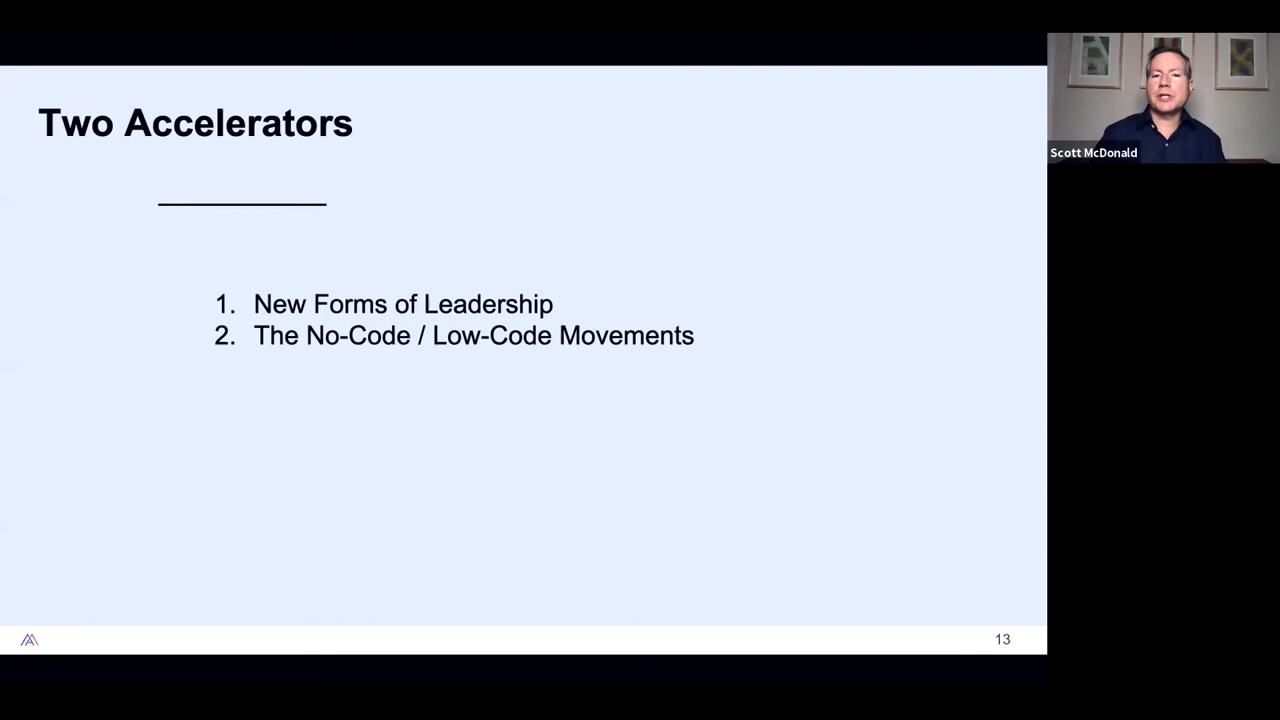 Two Accelerators
1. New Forms of Leadership
2. The No-Code / Low-Code Movements
13
Scott McDonald